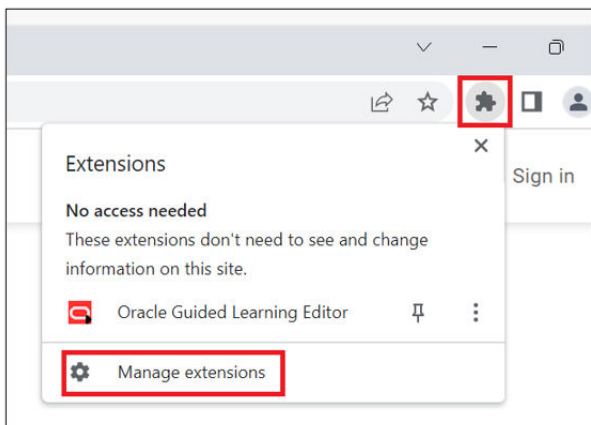 Extensions
Sign in
No access needed
These extensions don't need to see and change
information on this site.
Oracle Guided Learning Editor
Manage extensions